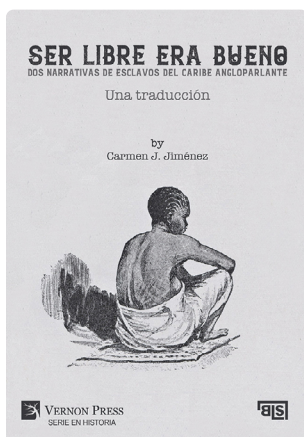 SER LIBRE ERA BUENO
DOS NARRATIVAS DE ESCLAVOS DEL CARIBE ANGLOPARLANTE
Una traducción
by
Carmen J. Jiménez
VERNON PRESS
SERIE EN HISTORIA
BLS